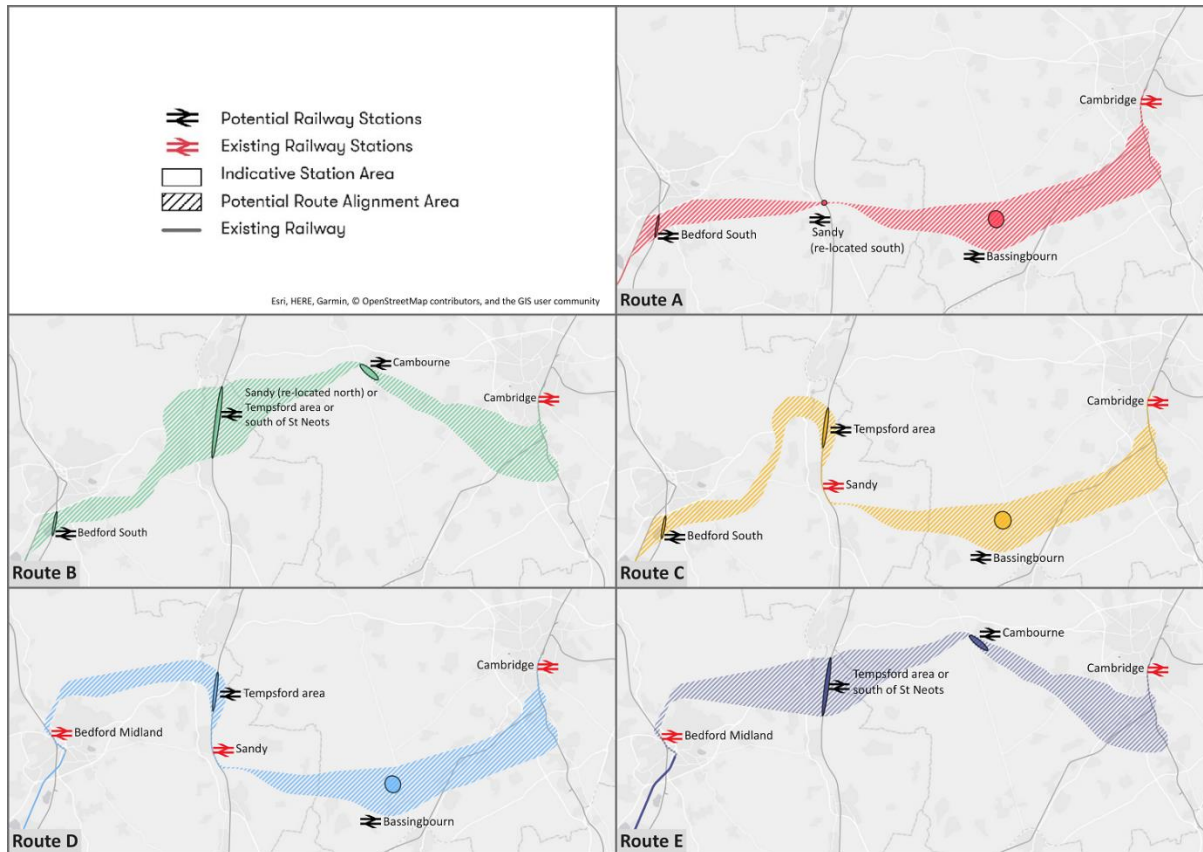 Potential Railway Stations
Existing Railway Stations
Indicative Station Area
Potential Route Alignment Area
Existing Railway
Esri, HERE, Garmin, © OpenStreetMap contributors, and the GIS user community
Cambridge
Bedford South
Sandy
(re-located south)
Bassingbourn
Route A
Cambourne
Sandy (re-located north) or
Tempsford area or
south of St Neots
Cambridge
Bedford South
Route B
Cambridge
Tempsford area
Sandy
Bedford South
Bassingbourn
Route C
Cambridge
Tempsford area
Bedford Midland
Sandy
Bassingbourn
Route D
Cambourne
Cambridge
Tempsford area or
south of St Neots
Bedford Midland
Route E